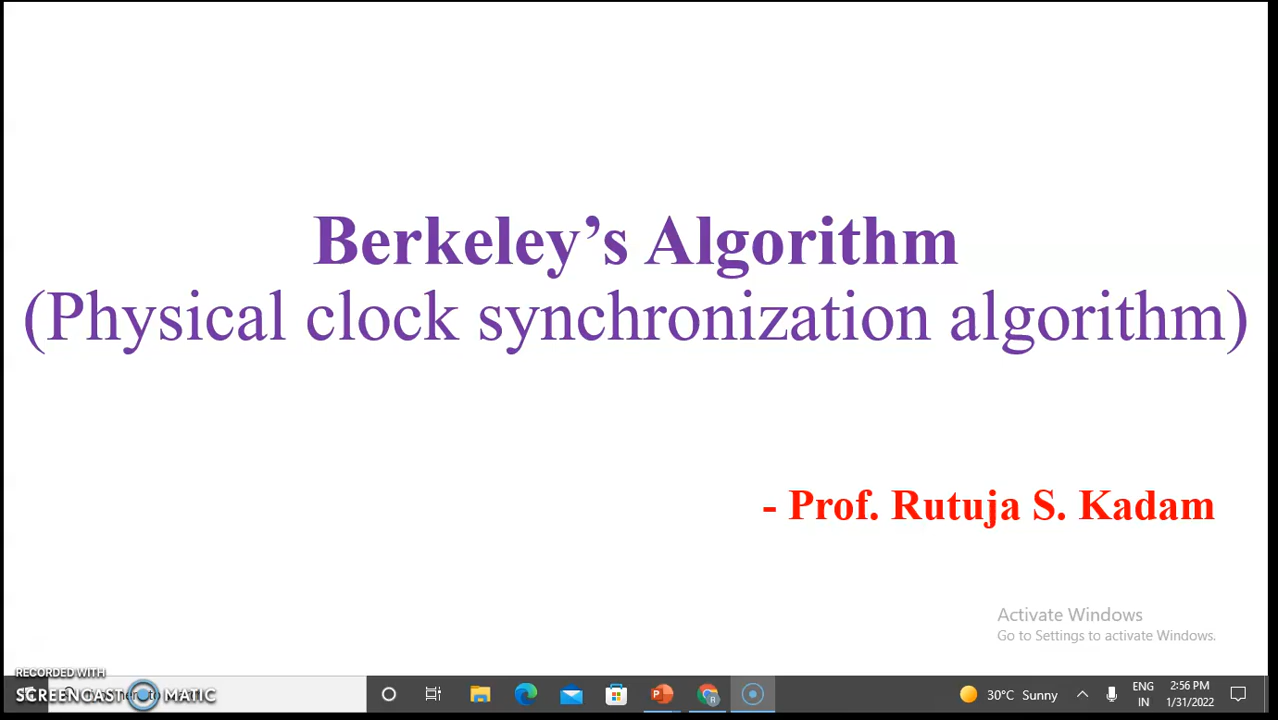 Berkeley’s Algorithm
(Physical clock synchronization algorithm)
- Prof. Rutuja S. Kadam
Activate Windows
Go to Settings to activate Windows.
RECORDED WITH
SCREENCAST MATIC
30°C Sunny
ENG
IN
2:56 PM
1/31/2022